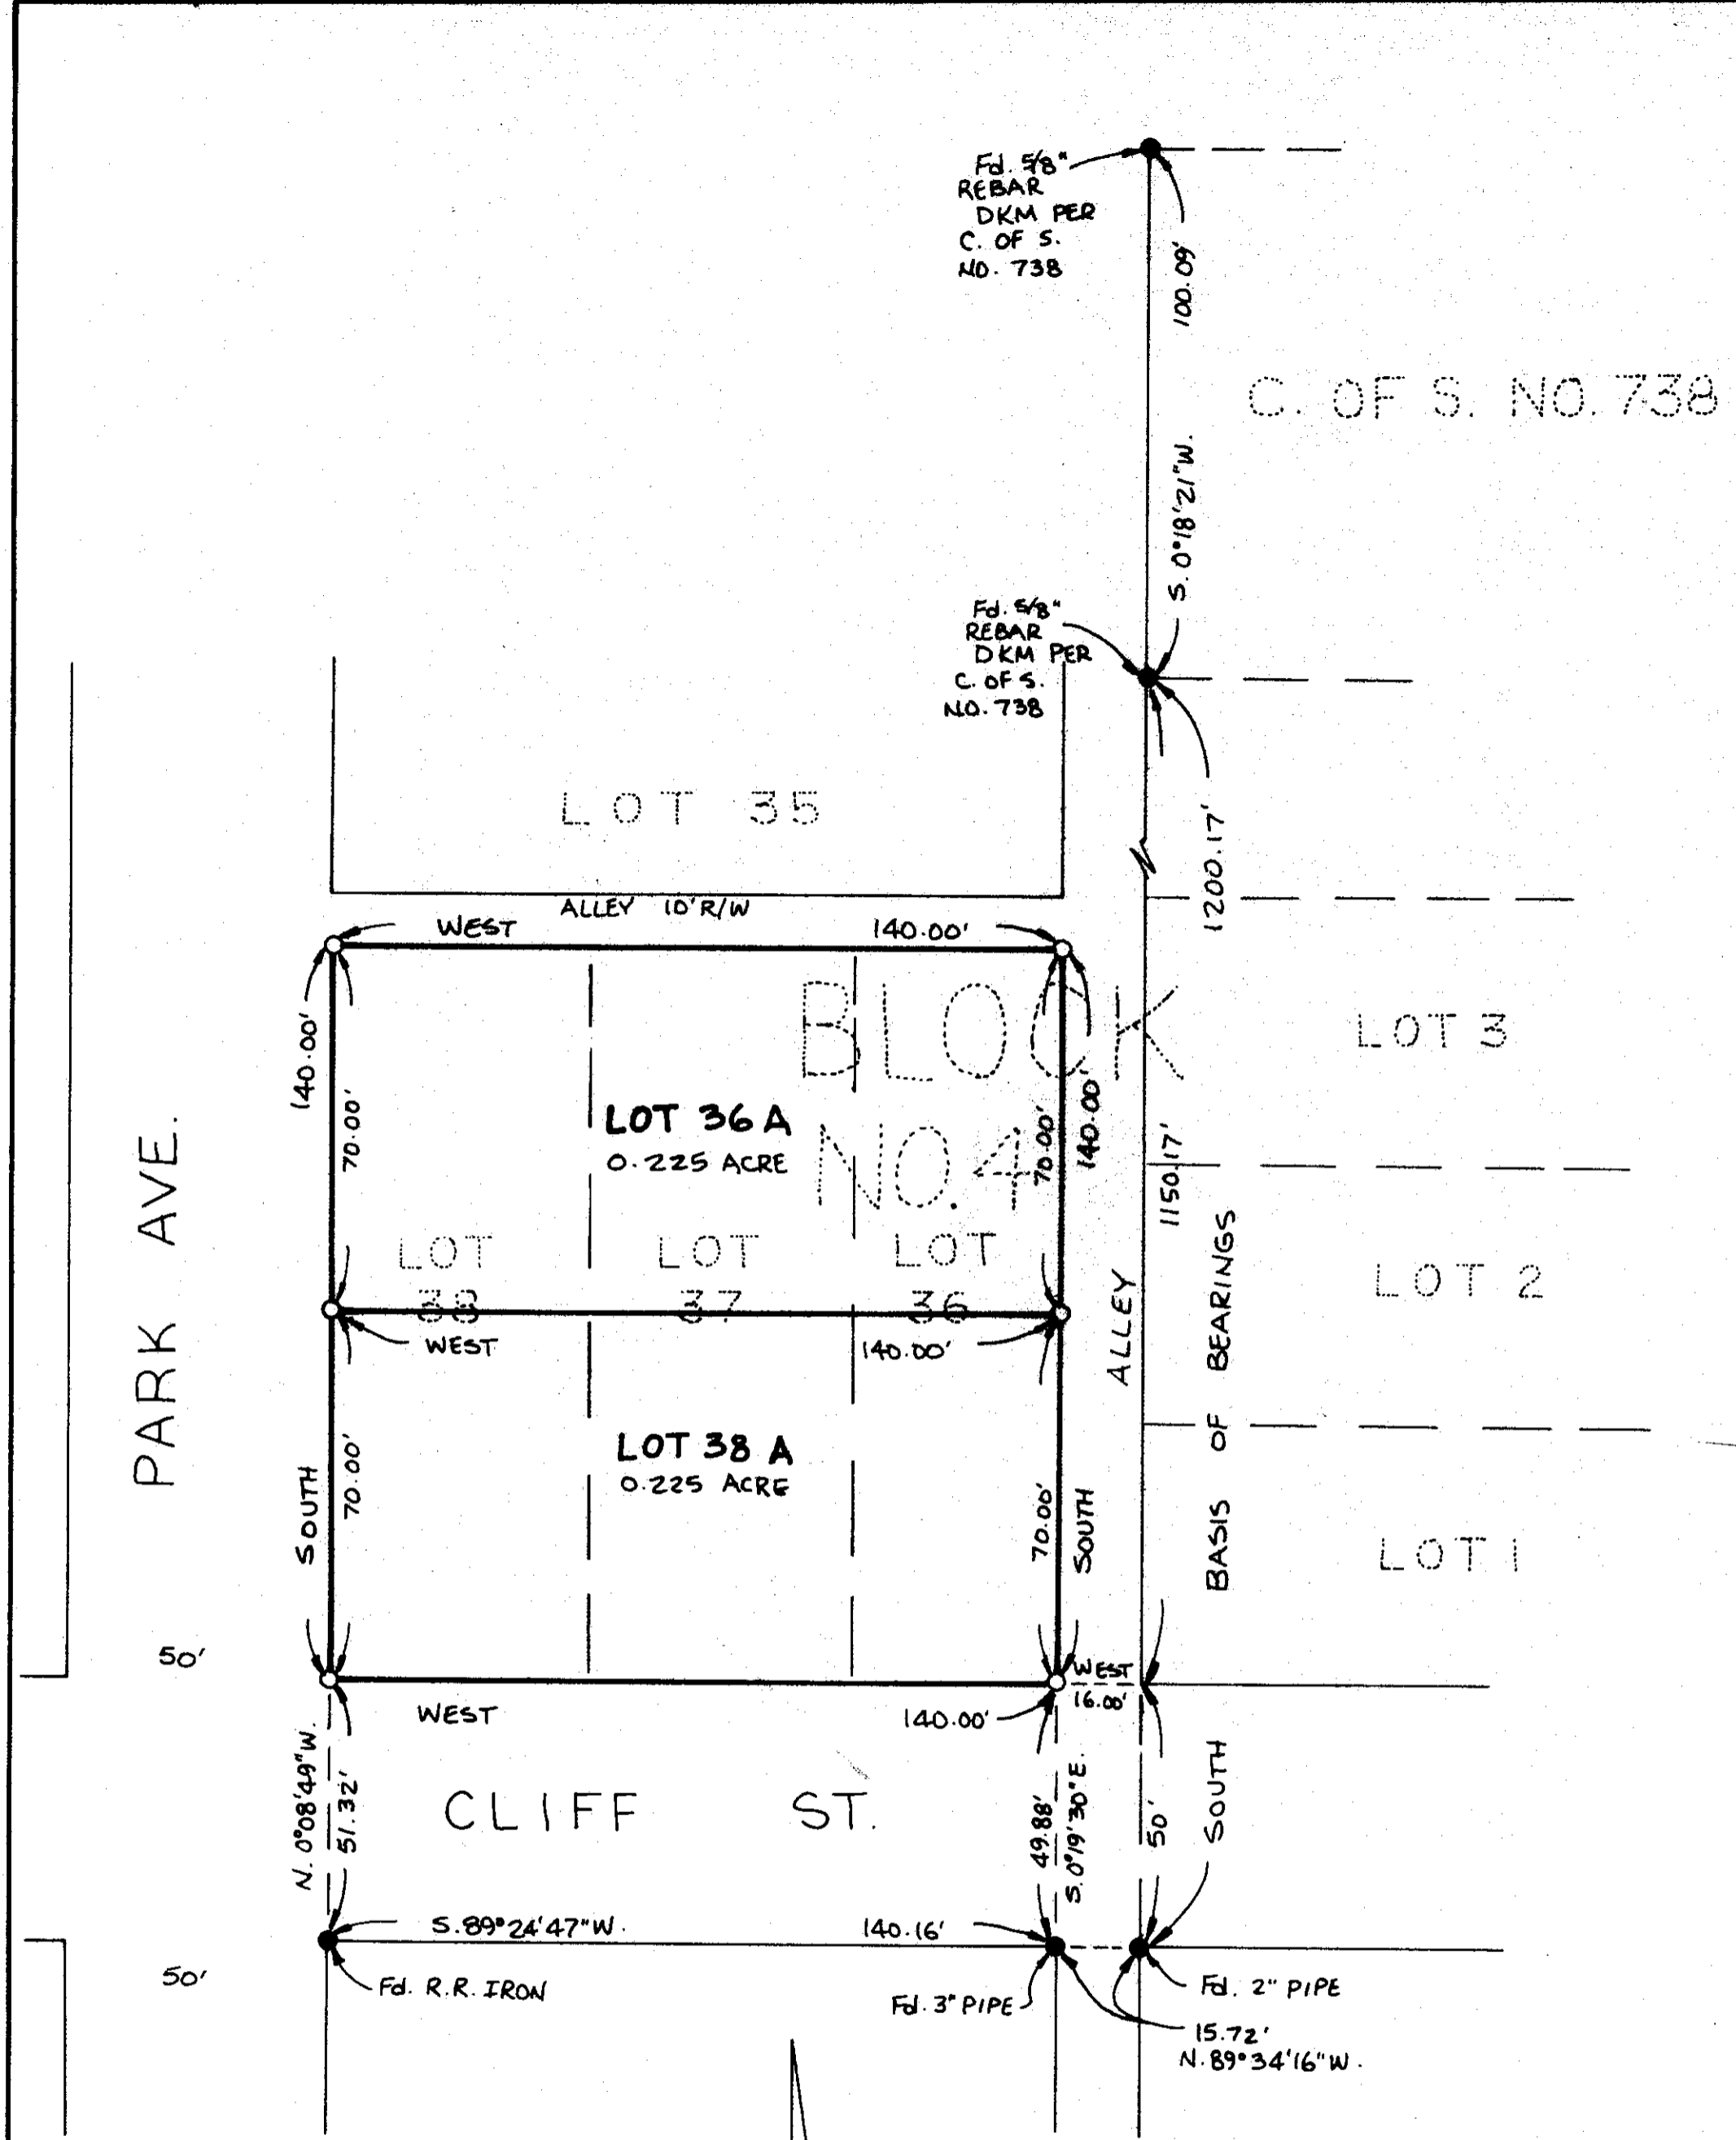 Fd. 5/8"
REBAR
DKM PER
C. OF S.
NO. 738
100.09'
C. OF S. NO. 738
S. 0°18'21"W.
Fd. 5/8"
REBAR
DKM PER
C. OF S.
NO. 738
1200.17'
LOT 35
ALLEY 10' R/W
WEST
140.00'
BLOCK
NO. 4
140.00'
70.00'
LOT 36 A
0.225 ACRE
70.00'
140.00'
LOT 3
1150.17'
PARK AVE.
LOT
38
LOT
37
LOT
36
LOT 2
WEST
140.00'
ALLEY
BASIS OF BEARINGS
LOT 38 A
0.225 ACRE
SOUTH
70.00'
70.00'
SOUTH
LOT 1
50'
WEST
16.00'
WEST
140.00'
N. 0°08'49"W.
51.32'
CLIFF ST.
49.88'
S. 0°19'30"E.
50'
SOUTH
S. 89°24'47"W.
140.16'
50'
Fd. R.R. IRON
Fd. 3" PIPE
Fd. 2" PIPE
15.72'
N. 89°34'16"W.